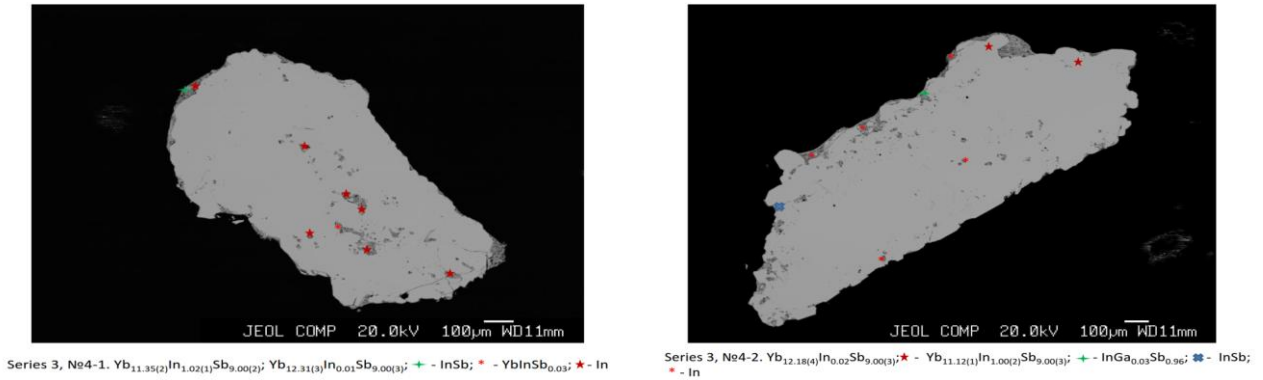 JEOL COMP 20.0kV 100μm WD11mm
JEOL COMP 20.0kV 100μm WD11mm
Series 3, №4-1. Yb11.35(2)In1.02(1)Sb9.00(2); Yb12.31(3)In0.01Sb9.00(3); + - InSb; * - YbInSb0.03; ★ - In
Series 3, №4-2. Yb12.18(4)In0.02Sb9.00(3); ★ - Yb11.12(1)In1.00(2)Sb9.00(3); + - InGa0.03Sb0.96; ✖ - InSb;
* - In